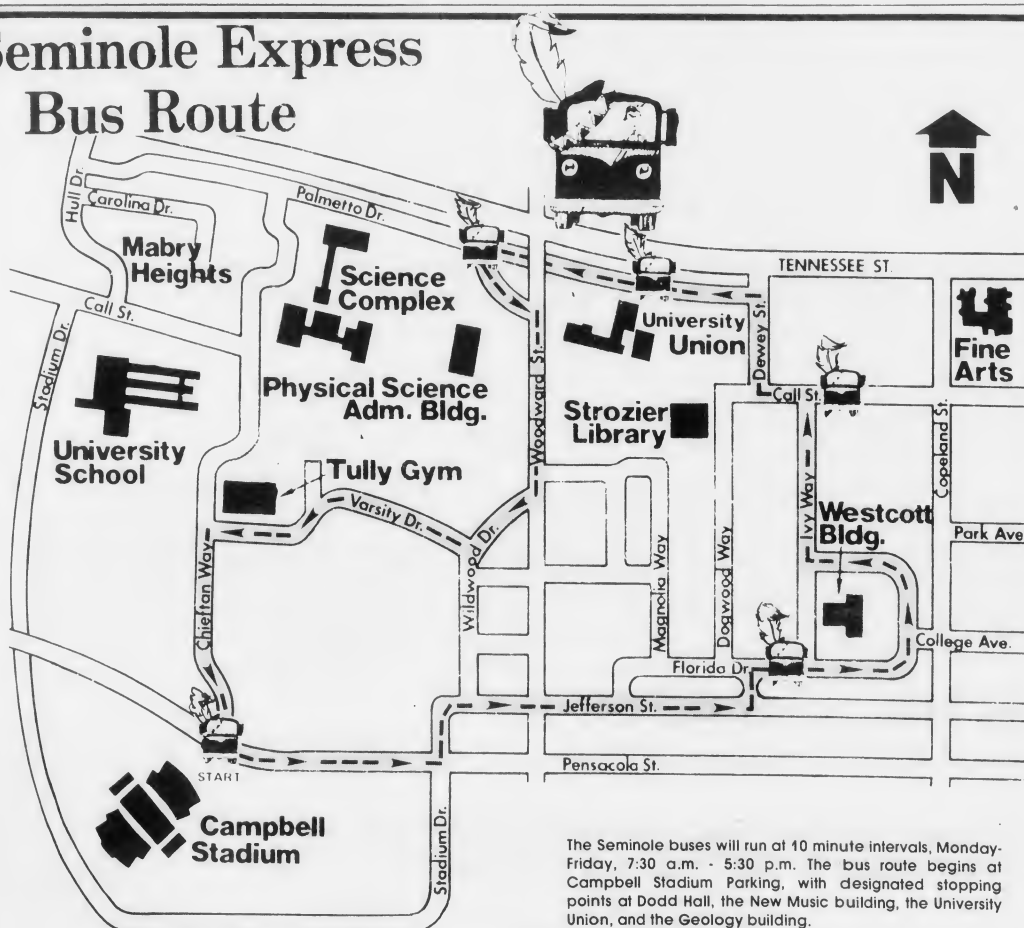 Seminole Express
Bus Route
N
Hull Dr.
Carolina Dr.
Palmetto Dr.
Mabry
Heights
Science
Complex
TENNESSEE ST.
Call St.
Stadium Dr.
University
Union
Dewey St.
Fine
Arts
Physical Science
Adm. Bldg.
Woodward St.
Call St.
Strozier
Library
Copeland St.
University
School
Tully Gym
Varsity Dr.
Ivy Way
Westcott
Bldg.
Park Ave
Chieftan Way
Wildwood Dr.
Magnolia Way
Dogwood Way
College Ave.
Florida Dr.
Jefferson St.
START
Pensacola St.
Campbell
Stadium
Stadium Dr.
The Seminole buses will run at 10 minute intervals, Monday-
Friday, 7:30 a.m. - 5:30 p.m. The bus route begins at
Campbell Stadium Parking, with designated stopping
points at Dodd Hall, the New Music building, the University
Union, and the Geology building.